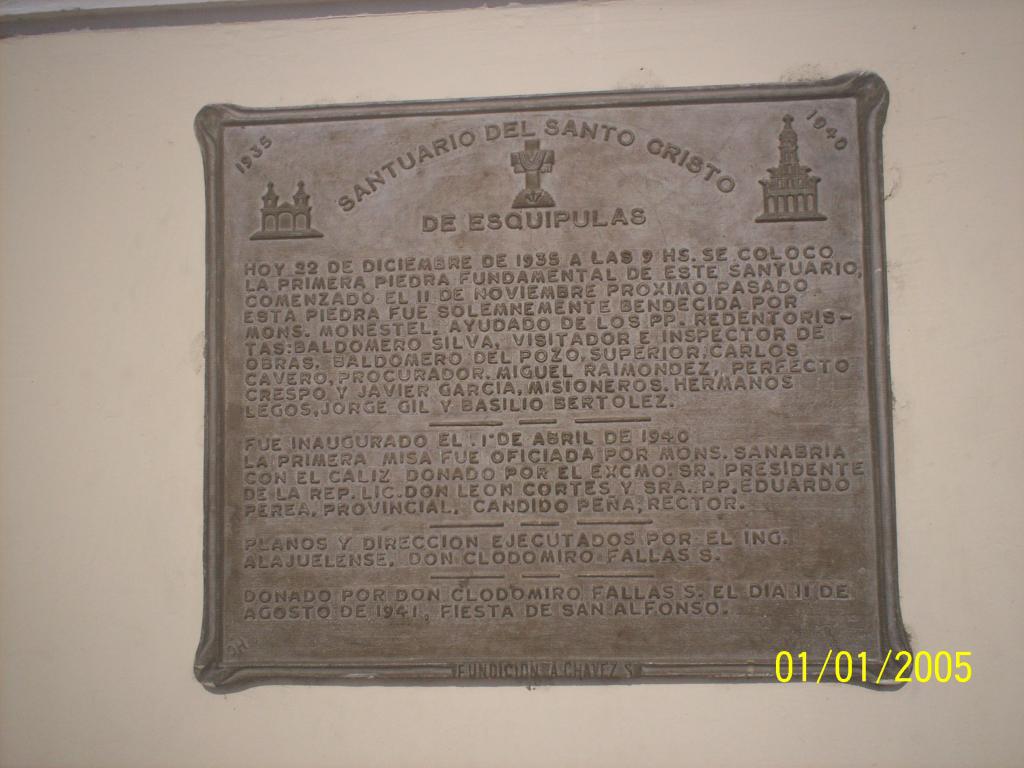 1935
1940
SANTUARIO DEL SANTO CRISTO
DE ESQUIPULAS
HOY 22 DE DICIEMBRE DE 1935 A LAS 9 HS. SE COLOCO
LA PRIMERA PIEDRA FUNDAMENTAL DE ESTE SANTUARIO,
COMENZADO EL 11 DE NOVIEMBRE PROXIMO PASADO
ESTA PIEDRA FUE SOLEMNEMENTE BENDECIDA POR
MONS. MONESTEL. AYUDADO DE LOS PP. REDENTORIS-
TAS: BALDOMERO SILVA, VISITADOR E INSPECTOR DE
OBRAS, BALDOMERO DEL POZO, SUPERIOR, CARLOS
CAVERO, PROCURADOR. MIGUEL RAIMONDEZ, PERFECTO
CRESPO Y JAVIER GARCIA, MISIONEROS. HERMANOS
LEGOS, JORGE GIL Y BASILIO BERTOLEZ.
FUE INAUGURADO EL. 1° DE ABRIL DE 1940
LA PRIMERA MISA FUE OFICIADA POR MONS. SANABRIA
CON EL CALIZ DONADO POR EL EXCMO. SR. PRESIDENTE
DE LA REP. LIC. DON LEON CORTES Y SRA., PP. EDUARDO
PEREA, PROVINCIAL, CANDIDO PEÑA, RECTOR.
PLANOS Y DIRECCION EJECUTADOS POR EL ING.
ALAJUELENSE, DON CLODOMIRO FALLAS S.
DONADO POR DON CLODOMIRO FALLAS S. EL DIA 11 DE
AGOSTO DE 1941, FIESTA DE SAN ALFONSO.
FUNDICION A. CHAVEZ S.
01/01/2005